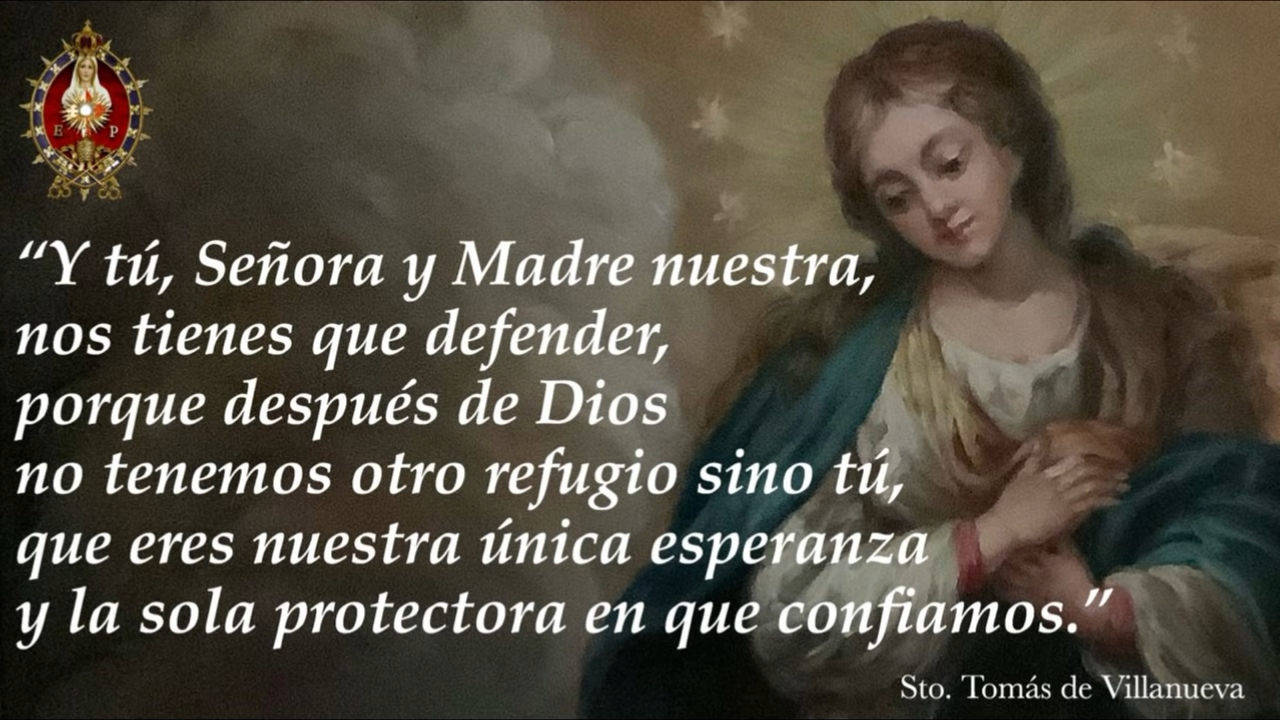 E P
“Y tú, Señora y Madre nuestra,
nos tienes que defender,
porque después de Dios
no tenemos otro refugio sino tú,
que eres nuestra única esperanza
y la sola protectora en que confiamos.”
Sto. Tomás de Villanueva